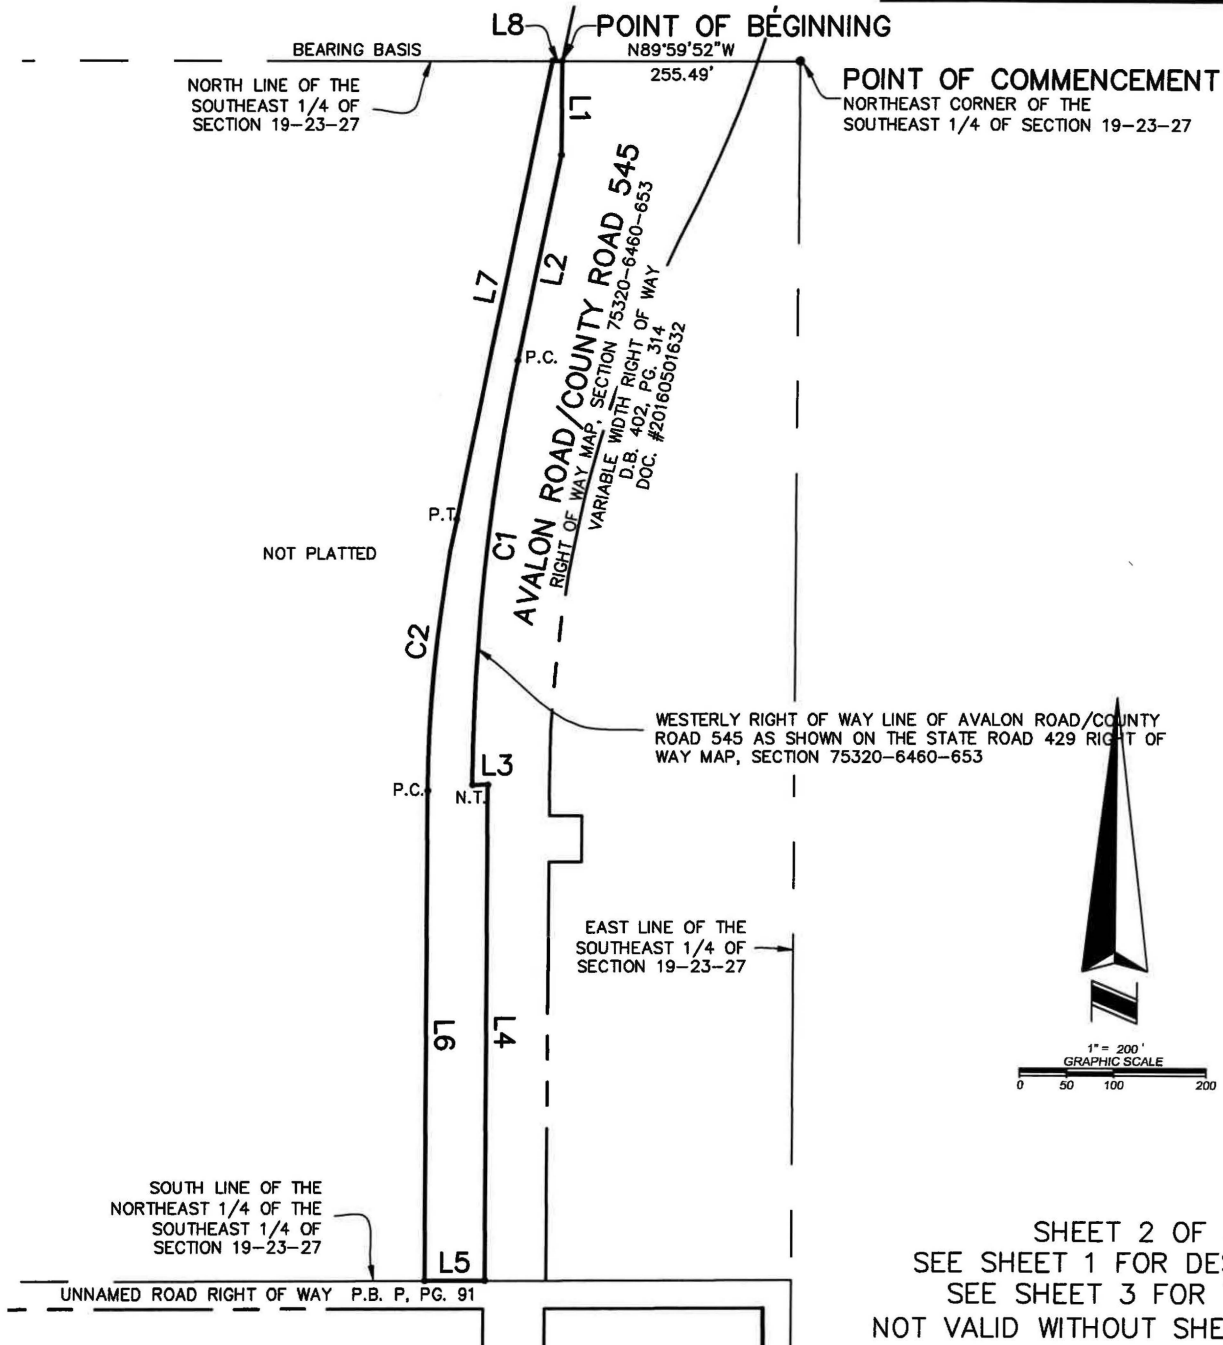 L8
POINT OF BEGINNING
BEARING BASIS
N89°59'52"W
255.49'
POINT OF COMMENCEMENT
NORTHEAST CORNER OF THE
SOUTHEAST 1/4 OF SECTION 19-23-27
NORTH LINE OF THE
SOUTHEAST 1/4 OF
SECTION 19-23-27
L1
L2
L7
P.C.
AVALON ROAD/COUNTY ROAD 545
RIGHT OF WAY MAP, SECTION 75320-6460-653
VARIABLE WIDTH RIGHT OF WAY
D.B. 402, PG. 314
DOC. #20160501632
P.T.
NOT PLATTED
C1
C2
WESTERLY RIGHT OF WAY LINE OF AVALON ROAD/COUNTY
ROAD 545 AS SHOWN ON THE STATE ROAD 429 RIGHT OF
WAY MAP, SECTION 75320-6460-653
L3
P.C.
N.T.
EAST LINE OF THE
SOUTHEAST 1/4 OF
SECTION 19-23-27
L6
L4
N
1" = 200'
GRAPHIC SCALE
0 50 100 200
SOUTH LINE OF THE
NORTHEAST 1/4 OF THE
SOUTHEAST 1/4 OF
SECTION 19-23-27
L5
UNNAMED ROAD RIGHT OF WAY P.B. P, PG. 91
SHEET 2 OF
SEE SHEET 1 FOR DES
SEE SHEET 3 FOR
NOT VALID WITHOUT SHE